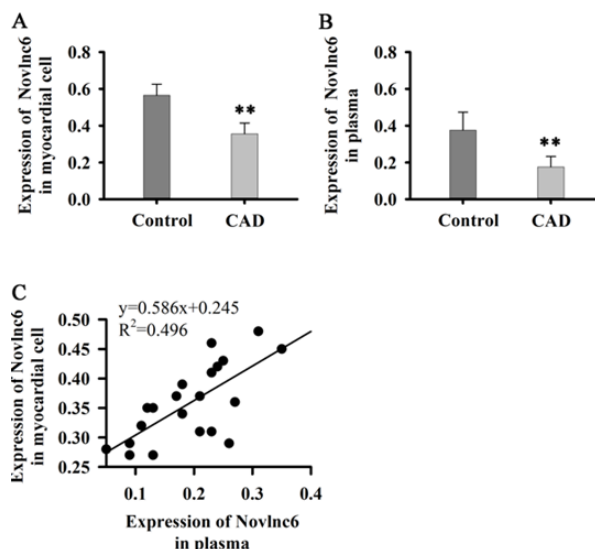 A
Expression of Novlnc6
in myocardial cell
0.8
0.6
0.4
0.2
0.0
**
Control
CAD
B
Expression of Novlnc6
in plasma
0.8
0.6
0.4
0.2
0.0
**
Control
CAD
C
Expression of Novlnc6
in myocardial cell
y=0.586x+0.245
R²=0.496
0.50
0.45
0.40
0.35
0.30
0.25
0.1
0.2
0.3
0.4
Expression of Novlnc6
in plasma